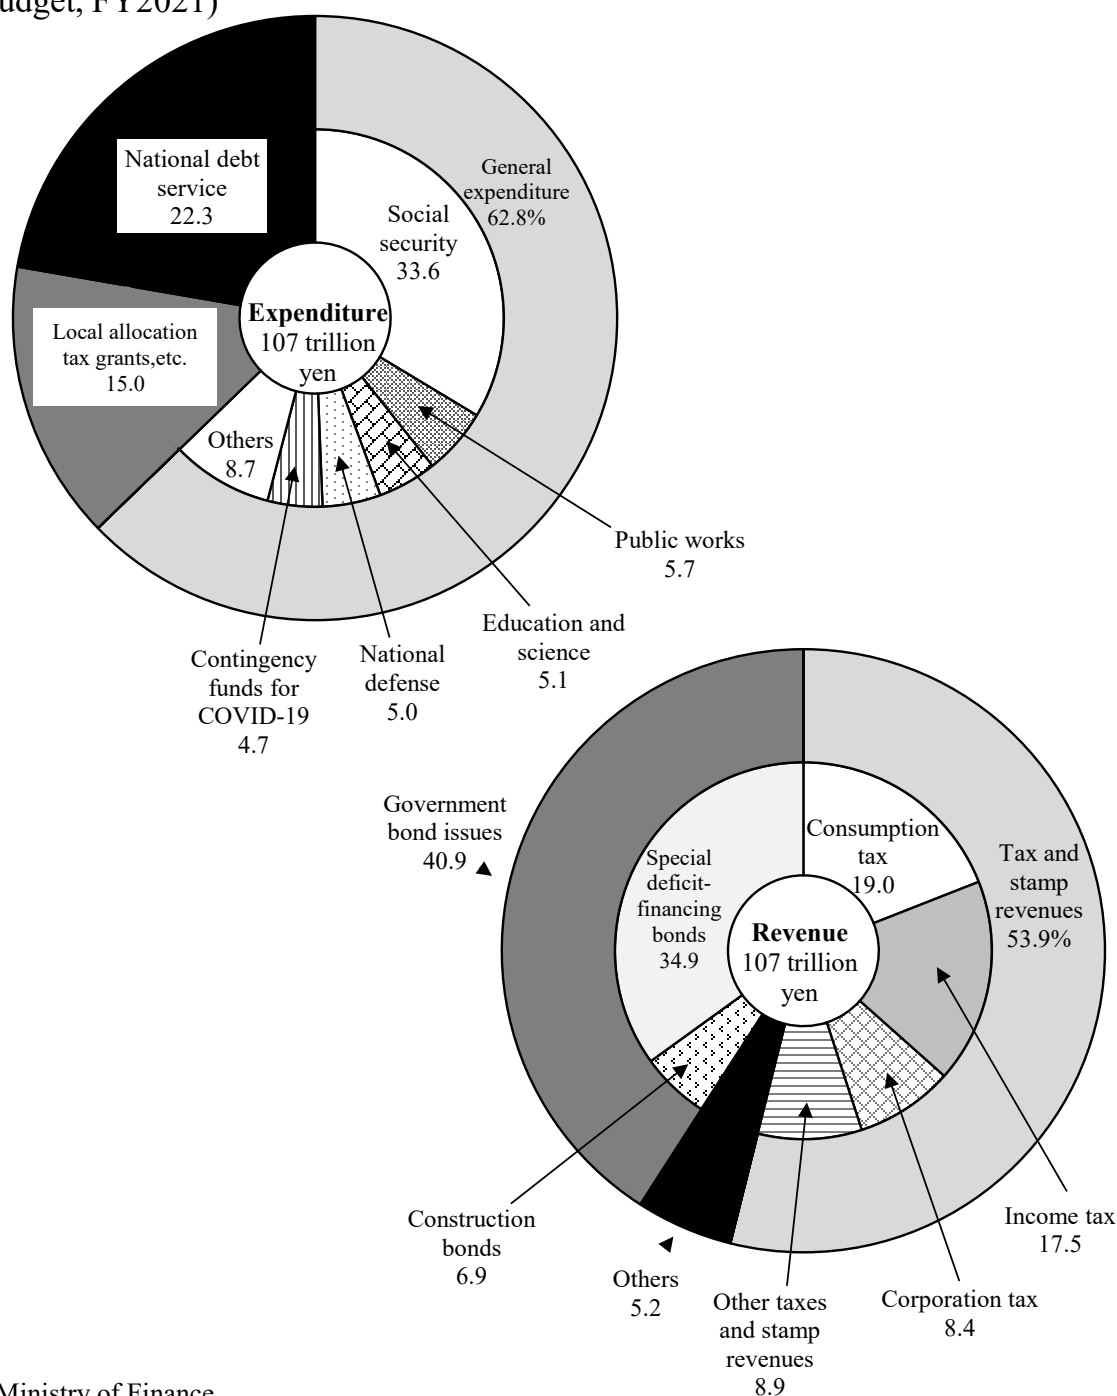 udget, FY2021)
National debt
service
22.3
General
expenditure
62.8%
Social
security
33.6
Expenditure
107 trillion
yen
Local allocation
tax grants,etc.
15.0
Others
8.7
Public works
5.7
Education and
science
5.1
National
defense
5.0
Contingency
funds for
COVID-19
4.7
Government
bond issues
40.9
Special
deficit-
financing
bonds
34.9
Consumption
tax
19.0
Tax and
stamp
revenues
53.9%
Revenue
107 trillion
yen
Construction
bonds
6.9
Others
5.2
Other taxes
and stamp
revenues
8.9
Corporation tax
8.4
Income tax
17.5
Ministry of Finance